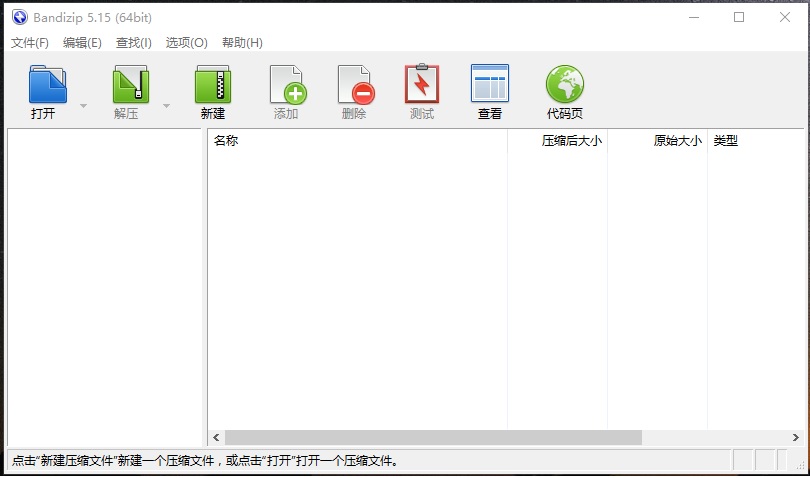 Bandizip 5.15 (64bit)
文件(F) 编辑(E) 查找(I) 选项(O) 帮助(H)
打开 解压 新建 添加 删除 测试 查看 代码页
名称 压缩后大小 原始大小 类型
点击“新建压缩文件”新建一个压缩文件，或点击“打开”打开一个压缩文件。